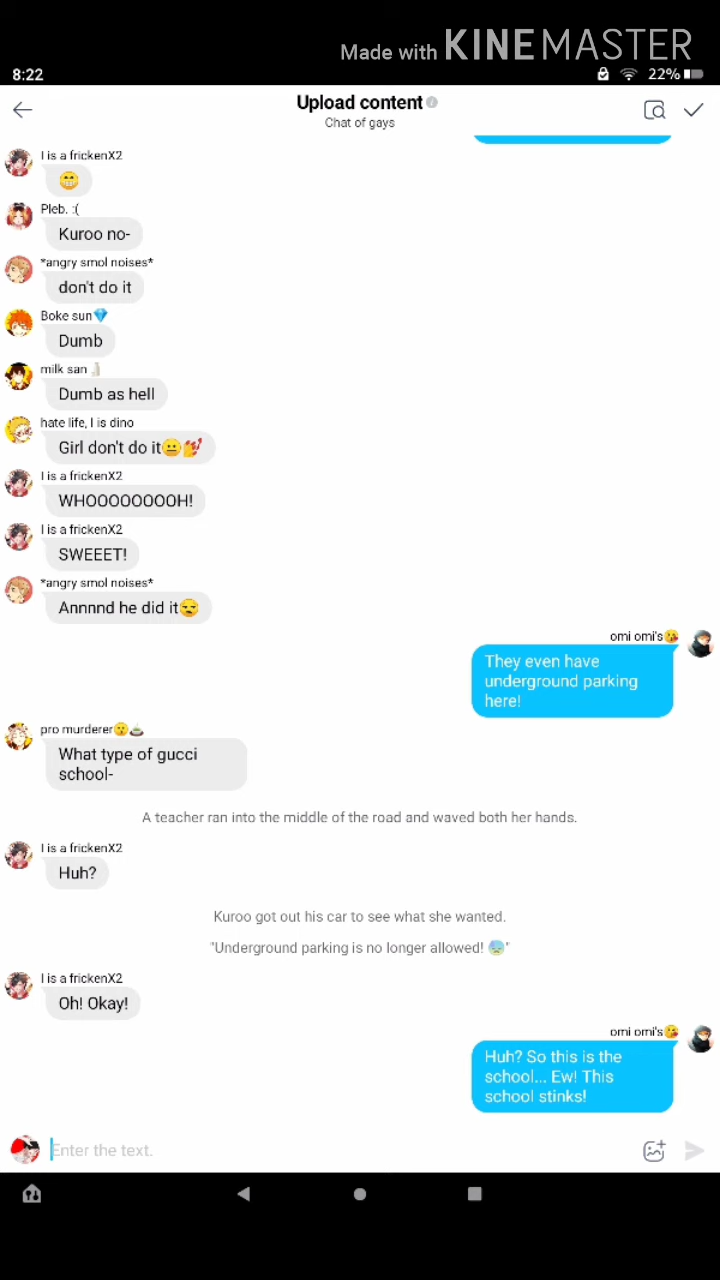 Made with KINEMASTER
8:22
22%
Upload content
Chat of gays
I is a frickenX2
😁
Pleb. :(
Kuroo no-
*angry smol noises*
don't do it
Boke sun💎
Dumb
milk san🥛
Dumb as hell
hate life, I is dino
Girl don't do it😐💅
I is a frickenX2
WHOOOOOOOOH!
I is a frickenX2
SWEEET!
*angry smol noises*
Annnnd he did it😪
omi omi's😘
They even have
underground parking
here!
pro murderer😗🍵
What type of gucci
school-
A teacher ran into the middle of the road and waved both her hands.
I is a frickenX2
Huh?
Kuroo got out his car to see what she wanted.
"Underground parking is no longer allowed! 😰"
I is a frickenX2
Oh! Okay!
omi omi's😘
Huh? So this is the
school... Ew! This
school stinks!
Enter the text.